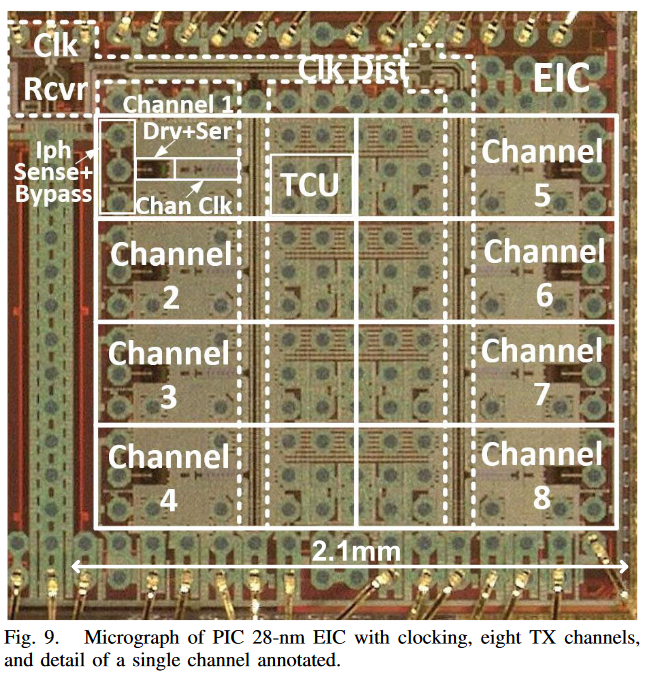 Clk
Rcvr
Clk Dist
EIC
Channel 1
Drv+Ser
Iph
Sense+
Bypass
TCU
Chan Clk
Channel
5
Channel
2
Channel
6
Channel
3
Channel
7
Channel
4
Channel
8
2.1mm
Fig. 9. Micrograph of PIC 28-nm EIC with clocking, eight TX channels,
and detail of a single channel annotated.